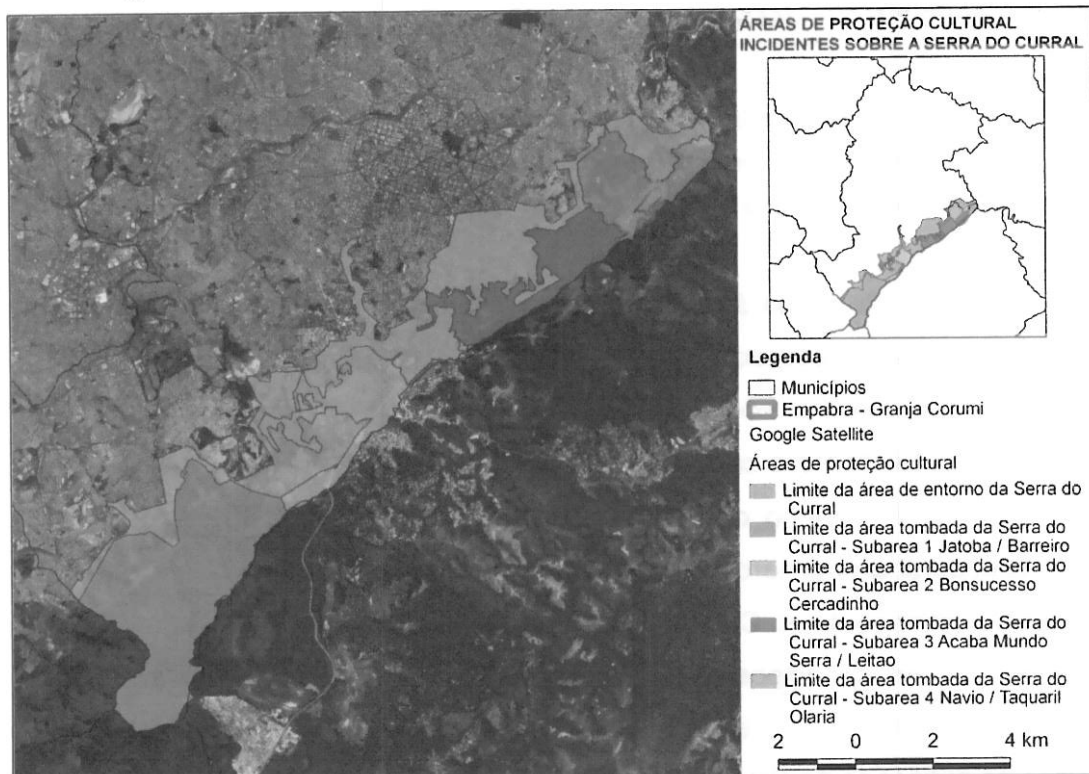 ÁREAS DE PROTEÇÃO CULTURAL
INCIDENTES SOBRE A SERRA DO CURRAL
Legenda
Municípios
Empabra - Granja Corumi
Google Satellite
Áreas de proteção cultural
Limite da área de entorno da Serra do
Curral
Limite da área tombada da Serra do
Curral - Subarea 1 Jatoba / Barreiro
Limite da área tombada da Serra do
Curral - Subarea 2 Bonsucesso
Cercadinho
Limite da área tombada da Serra do
Curral - Subarea 3 Acaba Mundo
Serra / Leitao
Limite da área tombada da Serra do
Curral - Subarea 4 Navio / Taquaril
Olaria
2 0 2 4 km